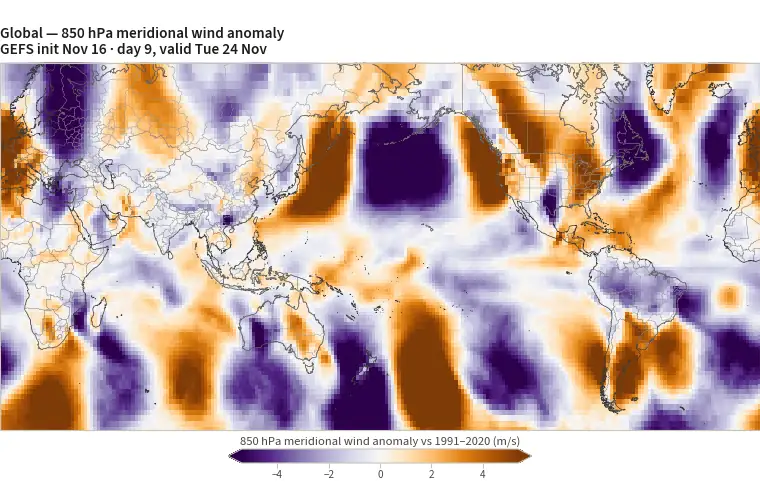 Global — 850 hPa meridional wind anomaly
GEFS init Nov 16 · day 9, valid Tue 24 Nov
850 hPa meridional wind anomaly vs 1991–2020 (m/s)
−4 −2 0 2 4